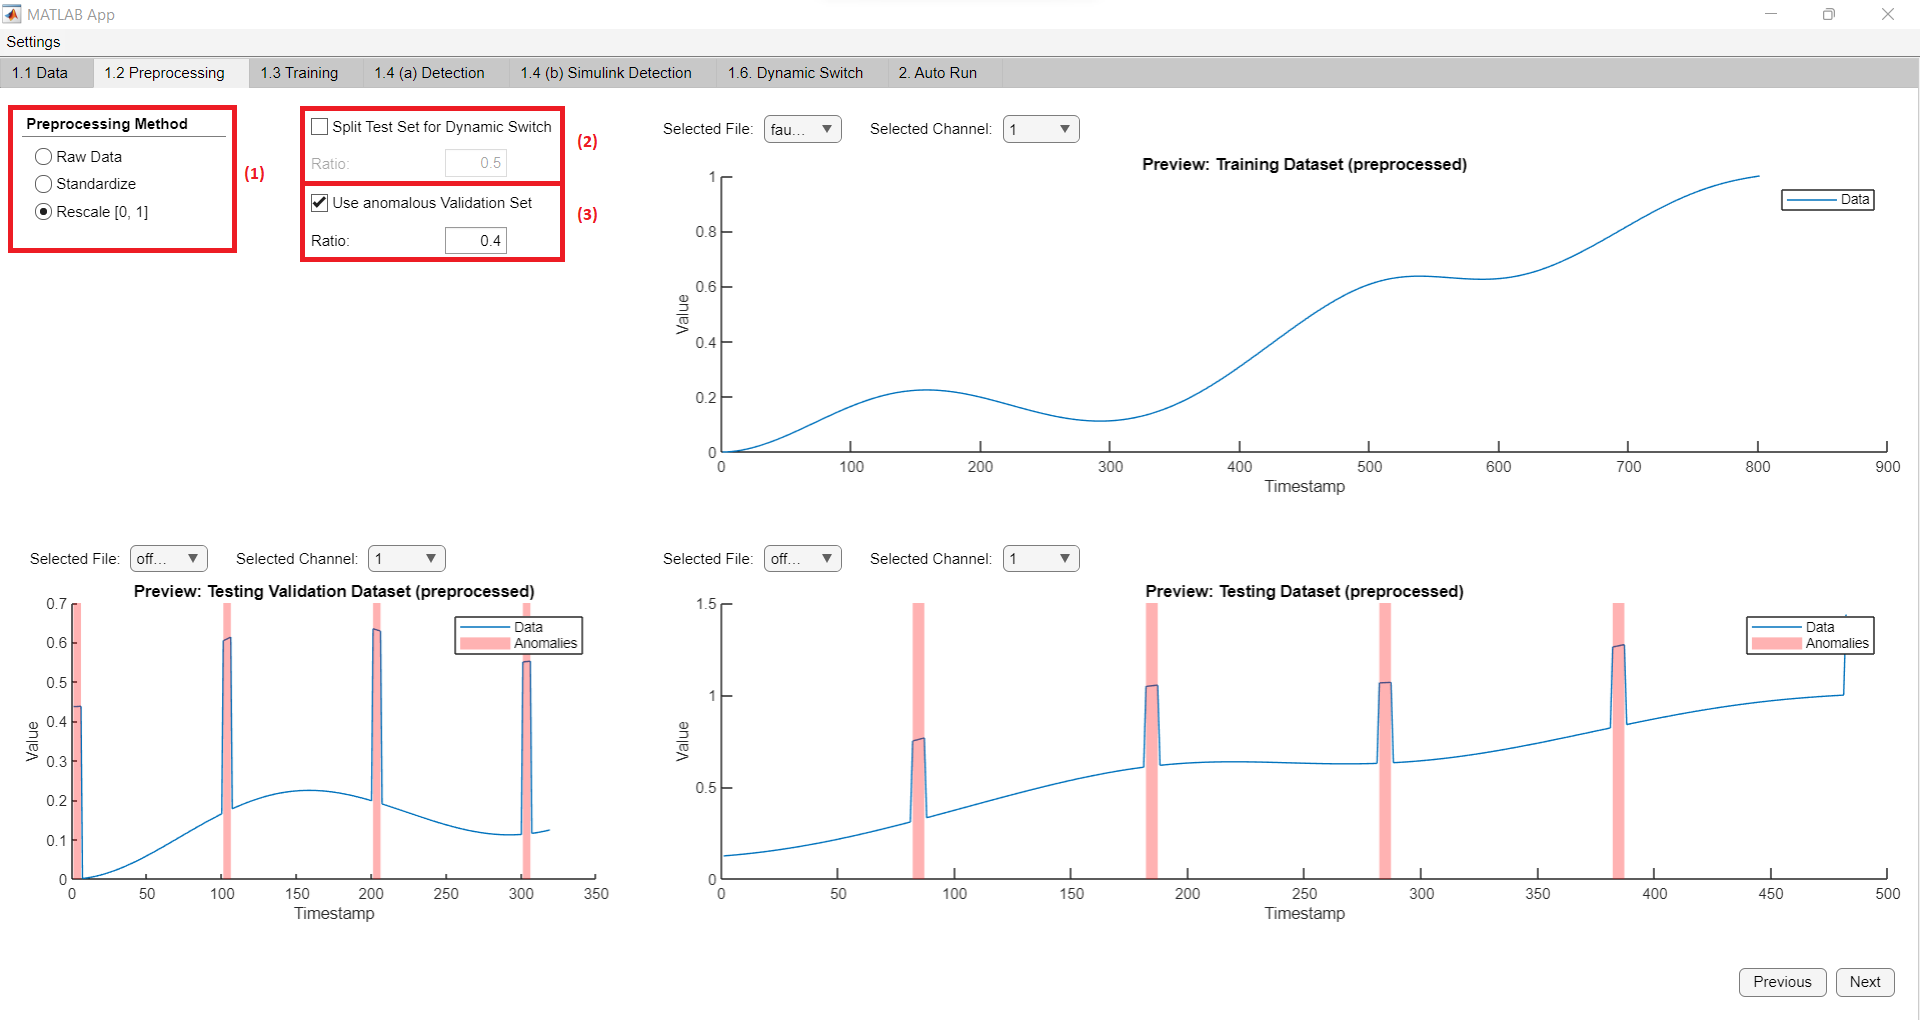 MATLAB App
Settings
1.1 Data
1.2 Preprocessing
1.3 Training
1.4 (a) Detection
1.4 (b) Simulink Detection
1.6. Dynamic Switch
2. Auto Run
Preprocessing Method
Raw Data
Standardize
Rescale [0, 1]
(1)
Split Test Set for Dynamic Switch
Ratio: 0.5
(2)
Use anomalous Validation Set
Ratio: 0.4
(3)
Selected File: fau... Selected Channel: 1
Preview: Training Dataset (preprocessed)
Data
1
0.8
0.6
0.4
0.2
0
Value
0 100 200 300 400 500 600 700 800 900
Timestamp
Selected File: off... Selected Channel: 1
Preview: Testing Validation Dataset (preprocessed)
Data
Anomalies
0.7
0.6
0.5
0.4
0.3
0.2
0.1
0
Value
0 50 100 150 200 250 300 350
Timestamp
Selected File: off... Selected Channel: 1
Preview: Testing Dataset (preprocessed)
Data
Anomalies
1.5
1
0.5
0
Value
0 50 100 150 200 250 300 350 400 450 500
Timestamp
Previous
Next